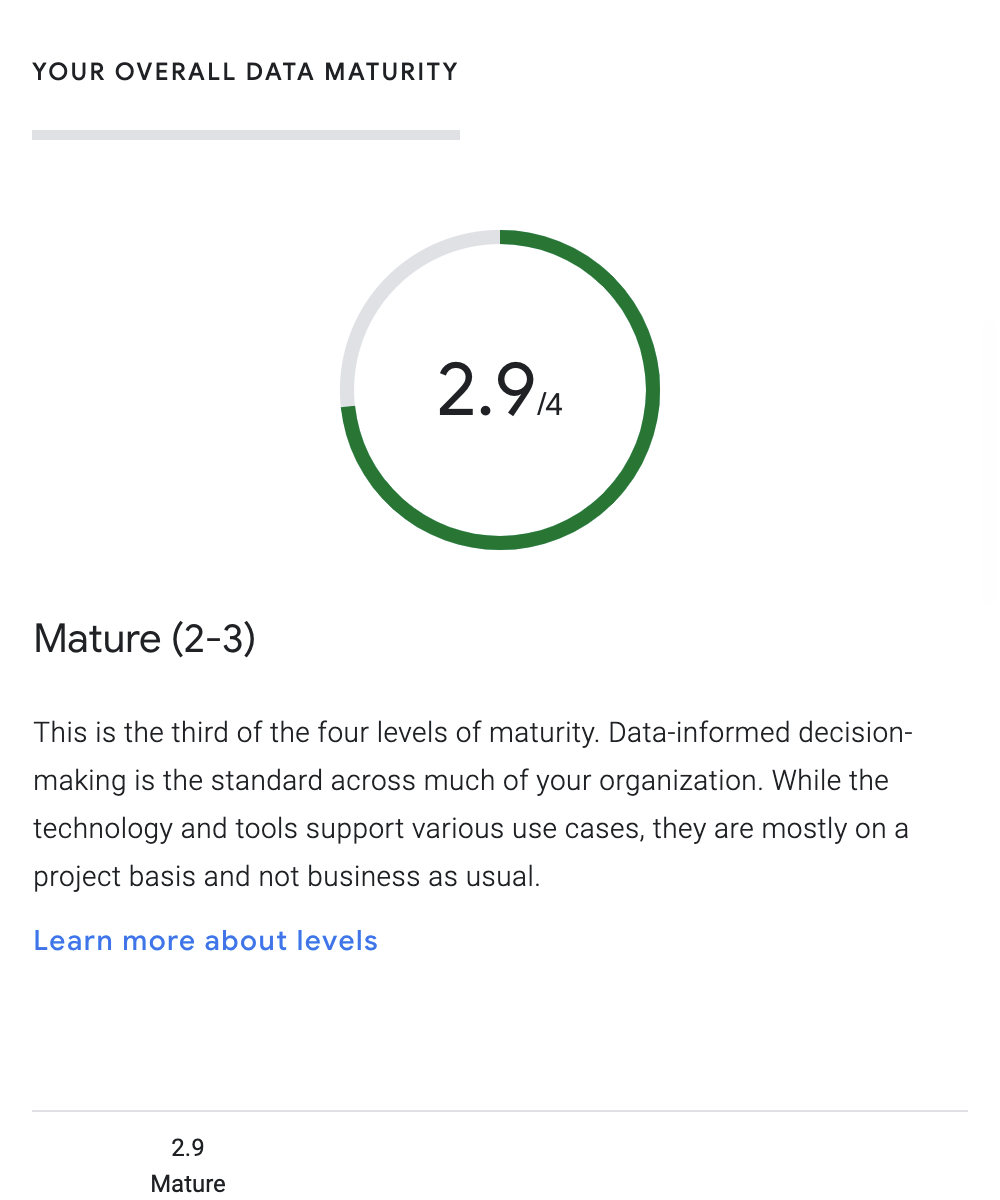 YOUR OVERALL DATA MATURITY
2.9/4
Mature (2-3)
This is the third of the four levels of maturity. Data-informed decision-
making is the standard across much of your organization. While the
technology and tools support various use cases, they are mostly on a
project basis and not business as usual.
Learn more about levels
2.9
Mature